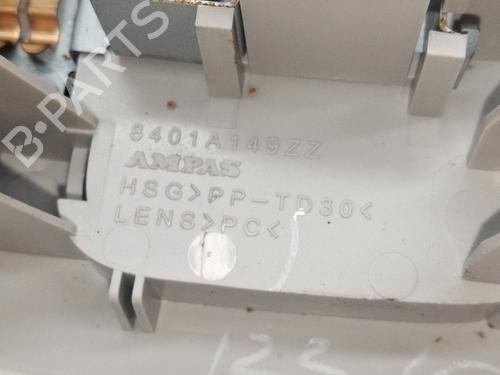 B-PARTS
8401A149ZZ
AMPAS
HSG>PP-TD30<
LENS>PC<